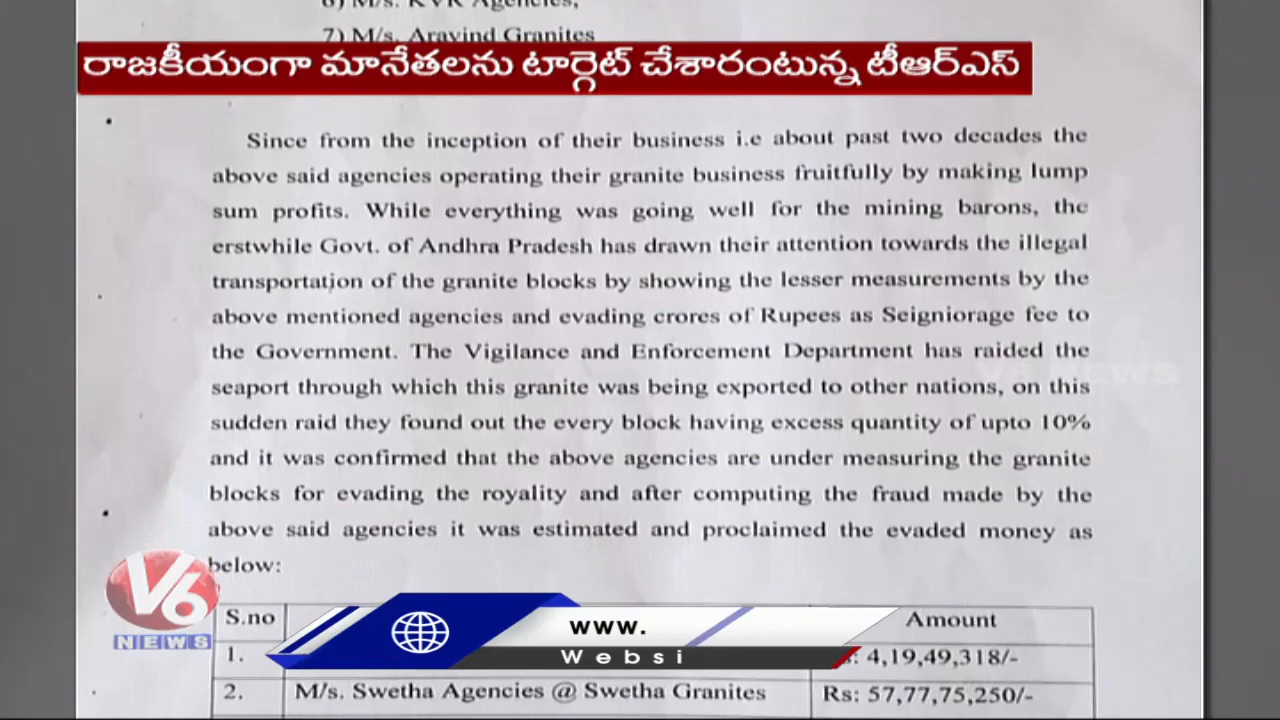 6) M/s. KVR Agencies,
7) M/s. Aravind Granites
రాజకీయంగా మానేతలను టార్గెట్ చేశారంటున్న టీఆర్ఎస్
Since from the inception of their business i.e about past two decades the
above said agencies operating their granite business fruitfully by making lump
sum profits. While everything was going well for the mining barons, the
erstwhile Govt. of Andhra Pradesh has drawn their attention towards the illegal
transportation of the granite blocks by showing the lesser measurements by the
above mentioned agencies and evading crores of Rupees as Seigniorage fee to
the Government. The Vigilance and Enforcement Department has raided the
seaport through which this granite was being exported to other nations, on this
sudden raid they found out the every block having excess quantity of upto 10%
and it was confirmed that the above agencies are under measuring the granite
blocks for evading the royality and after computing the fraud made by the
above said agencies it was estimated and proclaimed the evaded money as
below:
V6 NEWS
V6
NEWS
S.no Amount
www.
Websi
1. 4,19,49,318/-
2. M/s. Swetha Agencies @ Swetha Granites Rs: 57,77,75,250/-